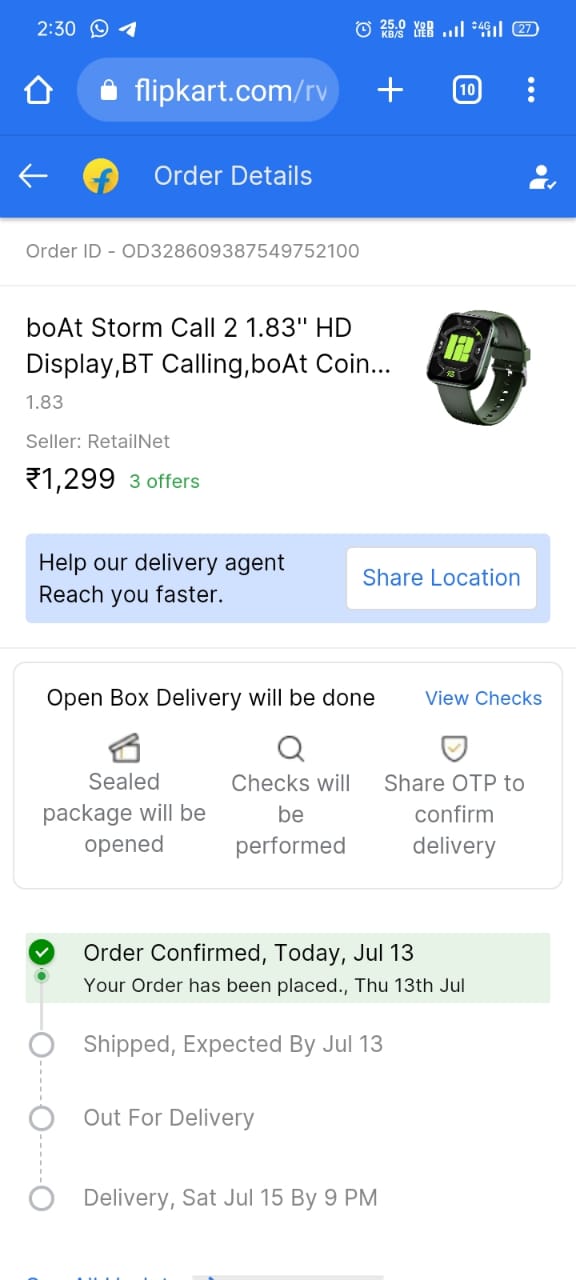 2:30
25.0 KB/S
4G
27
flipkart.com/rv
10
Order Details
Order ID - OD328609387549752100
boAt Storm Call 2 1.83'' HD
Display,BT Calling,boAt Coin...
1.83
Seller: RetailNet
₹1,299 3 offers
Help our delivery agent
Reach you faster.
Share Location
Open Box Delivery will be done
View Checks
Sealed
package will be
opened
Checks will
be
performed
Share OTP to
confirm
delivery
Order Confirmed, Today, Jul 13
Your Order has been placed., Thu 13th Jul
Shipped, Expected By Jul 13
Out For Delivery
Delivery, Sat Jul 15 By 9 PM